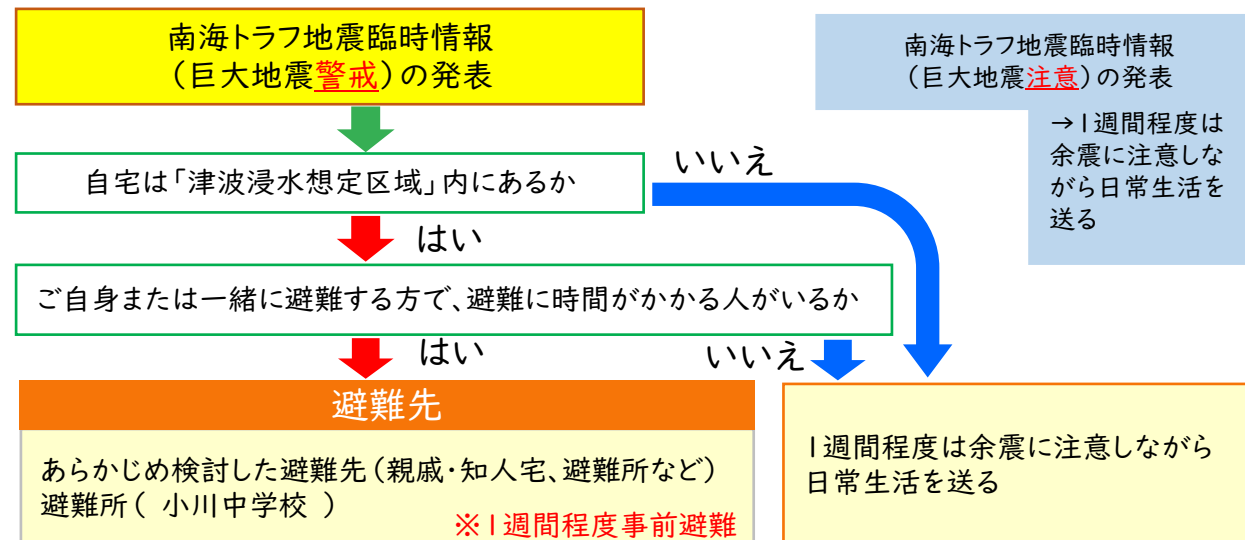 南海トラフ地震臨時情報
（巨大地震警戒）の発表
南海トラフ地震臨時情報
（巨大地震注意）の発表
→1週間程度は
余震に注意しな
がら日常生活を
送る
自宅は「津波浸水想定区域」内にあるか
いいえ
はい
ご自身または一緒に避難する方で、避難に時間がかかる人がいるか
はい
いいえ
避難先
あらかじめ検討した避難先（親戚・知人宅、避難所など）
避難所（ 小川中学校 ）
※1週間程度事前避難
1週間程度は余震に注意しながら
日常生活を送る